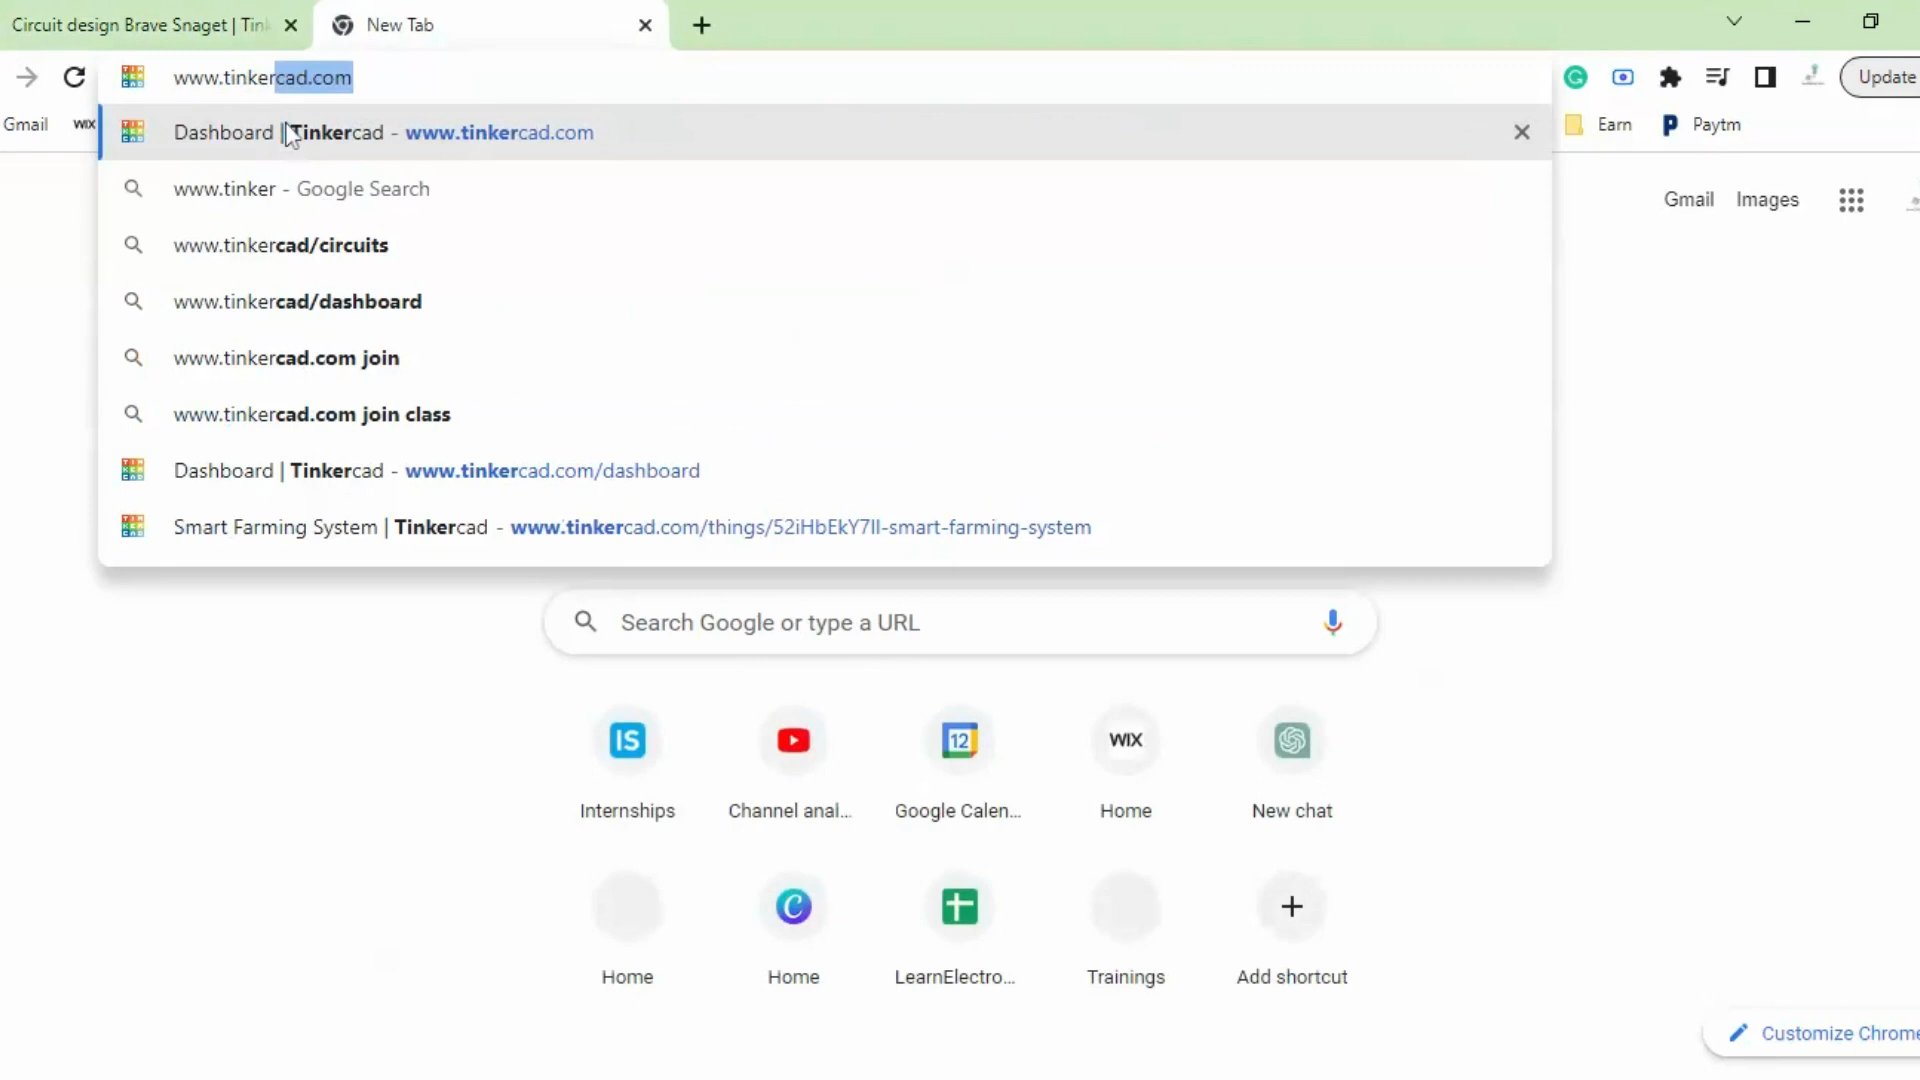 Circuit design Brave Snaget | Tin
New Tab
www.tinkercad.com
Update
Gmail
WIX
Dashboard | Tinkercad - www.tinkercad.com
Earn
Paytm
www.tinker - Google Search
Gmail
Images
www.tinkercad/circuits
www.tinkercad/dashboard
www.tinkercad.com join
www.tinkercad.com join class
Dashboard | Tinkercad - www.tinkercad.com/dashboard
Smart Farming System | Tinkercad - www.tinkercad.com/things/52iHbEkY7II-smart-farming-system
Search Google or type a URL
IS
12
WIX
Internships
Channel anal...
Google Calen...
Home
New chat
C
Home
Home
LearnElectro...
Trainings
Add shortcut
Customize Chrome